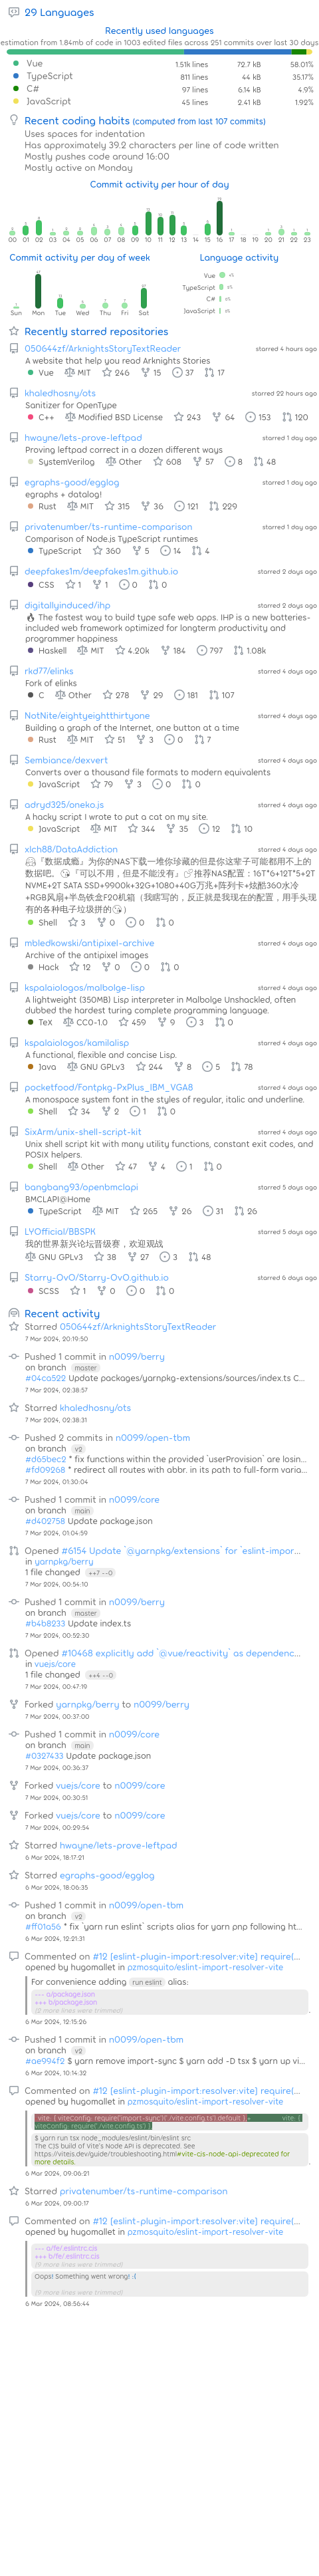 29 Languages
Recently used languages
estimation from 1.84mb of code in 1003 edited files across 251 commits over last 30 days
Vue 1.51k lines 72.7 kB 58.01%
TypeScript 811 lines 44 kB 35.17%
C# 97 lines 6.14 kB 4.9%
JavaScript 45 lines 2.41 kB 1.92%
Recent coding habits (computed from last 107 commits)
Uses spaces for indentation
Has approximately 39.2 characters per line of code written
Mostly pushes code around 16:00
Mostly active on Monday
Commit activity per hour of day
00 01 02 03 04 05 06 07 08 09 10 11 12 13 14 15 16 17 18 19 20 21 22 23
Commit activity per day of week
Language activity
Vue
TypeScript
C#
JavaScript
Sun Mon Tue Wed Thu Fri Sat
Recently starred repositories
050644zf/ArknightsStoryTextReader starred 4 hours ago
A website that help you read Arknights Stories
Vue MIT 246 15 37 17
khaledhosny/ots starred 22 hours ago
Sanitizer for OpenType
C++ Modified BSD License 243 64 153 120
hwayne/lets-prove-leftpad starred 1 day ago
Proving leftpad correct in a dozen different ways
SystemVerilog Other 608 57 8 48
egraphs-good/egglog starred 1 day ago
egraphs + datalog!
Rust MIT 315 36 121 229
privatenumber/ts-runtime-comparison starred 1 day ago
Comparison of Node.js TypeScript runtimes
TypeScript 360 5 14 4
deepfakes1m/deepfakes1m.github.io starred 2 days ago
CSS 1 1 0 0
digitallyinduced/ihp starred 2 days ago
🔥 The fastest way to build type safe web apps. IHP is a new batteries-
included web framework optimized for longterm productivity and
programmer happiness
Haskell MIT 4.20k 184 797 1.08k
rkd77/elinks starred 4 days ago
Fork of elinks
C Other 278 29 181 107
NotNite/eightyeightthirtyone starred 4 days ago
Building a graph of the Internet, one button at a time
Rust MIT 51 3 0 7
Sembiance/dexvert starred 4 days ago
Converts over a thousand file formats to modern equivalents
JavaScript 79 3 0 0
adryd325/oneko.js starred 4 days ago
A hacky script I wrote to put a cat on my site.
JavaScript MIT 344 35 12 10
xlch88/DataAddiction starred 4 days ago
『数据成瘾』为你的NAS下载一堆你珍藏的但是你这辈子可能都用不上的
数据吧。『可以不用，但是不能没有』推荐NAS配置：16T*6+12T*5+2T
NVME+2T SATA SSD+9900k+32G+1080+40G万兆+阵列卡+炫酷360水冷
+RGB风扇+半岛铁盒F20机箱（我瞎写的，反正就是我现在的配置，用手头现
有的各种电子垃圾拼的）
Shell 3 0 0 0
mbledkowski/antipixel-archive starred 4 days ago
Archive of the antipixel images
Hack 12 0 0 0
kspalaiologos/malbolge-lisp starred 4 days ago
A lightweight (350MB) Lisp interpreter in Malbolge Unshackled, often
dubbed the hardest turing complete programming language.
TeX CC0-1.0 459 9 3 0
kspalaiologos/kamilalisp starred 4 days ago
A functional, flexible and concise Lisp.
Java GNU GPLv3 244 8 5 78
pocketfood/Fontpkg-PxPlus_IBM_VGA8 starred 4 days ago
A monospace system font in the styles of regular, italic and underline.
Shell 34 2 1 0
SixArm/unix-shell-script-kit starred 4 days ago
Unix shell script kit with many utility functions, constant exit codes, and
POSIX helpers.
Shell Other 47 4 1 0
bangbang93/openbmclapi starred 5 days ago
BMCLAPI@Home
TypeScript MIT 265 26 31 26
LYOfficial/BBSPK starred 5 days ago
我的世界新兴论坛晋级赛，欢迎观战
GNU GPLv3 38 27 3 48
Starry-OvO/Starry-OvO.github.io starred 6 days ago
SCSS 1 0 0 0
Recent activity
Starred 050644zf/ArknightsStoryTextReader
7 Mar 2024, 20:19:50
Pushed 1 commit in n0099/berry
on branch master
#04ca522 Update packages/yarnpkg-extensions/sources/index.ts C...
7 Mar 2024, 02:38:57
Starred khaledhosny/ots
7 Mar 2024, 02:38:31
Pushed 2 commits in n0099/open-tbm
on branch v2
#d65bec2 * fix functions within the provided `userProvision` are losin...
#fd09268 * redirect all routes with abbr. in its intro to full-form varia...
7 Mar 2024, 01:30:04
Pushed 1 commit in n0099/core
on branch main
#d402758 Update package.json
7 Mar 2024, 01:04:59
Opened #6154 Update `@yarnpkg/extensions` for `eslint-impor...
in yarnpkg/berry
1 file changed ++7 --0
7 Mar 2024, 00:54:10
Pushed 1 commit in n0099/berry
on branch master
#b4b8233 Update index.ts
7 Mar 2024, 00:52:30
Opened #10468 explicitly add `@vue/reactivity` as dependenc...
in vuejs/core
1 file changed ++4 --0
7 Mar 2024, 00:47:19
Forked yarnpkg/berry to n0099/berry
7 Mar 2024, 00:37:00
Pushed 1 commit in n0099/core
on branch main
#0327433 Update package.json
7 Mar 2024, 00:36:37
Forked vuejs/core to n0099/core
7 Mar 2024, 00:30:51
Forked vuejs/core to n0099/core
7 Mar 2024, 00:29:54
Starred hwayne/lets-prove-leftpad
6 Mar 2024, 18:17:21
Starred egraphs-good/egglog
6 Mar 2024, 18:06:35
Pushed 1 commit in n0099/open-tbm
on branch v2
#ff01a56 * fix `yarn run eslint` scripts alias for yarn pnp following ht...
6 Mar 2024, 12:21:31
Commented on #12 [eslint-plugin-import:resolver:vite] require(...
opened by hugomallet in pzmosquito/eslint-import-resolver-vite
For convenience adding run eslint alias:
--- a/package.json
+++ b/package.json
(2 more lines were trimmed)
6 Mar 2024, 12:15:26
Pushed 1 commit in n0099/open-tbm
on branch v2
#ae994f2 $ yarn remove import-sync $ yarn add -D tsx $ yarn up vi...
6 Mar 2024, 10:14:32
Commented on #12 [eslint-plugin-import:resolver:vite] require(...
opened by hugomallet in pzmosquito/eslint-import-resolver-vite
- vite: { viteConfig: require('import-sync')('./vite.config.ts').default },+ vite: {
viteConfig: require('./vite.config.ts') },
$ yarn run tsx node_modules/eslint/bin/eslint src
The CJS build of Vite's Node API is deprecated. See
https://vitejs.dev/guide/troubleshooting.html#vite-cjs-node-api-deprecated for
more details.
6 Mar 2024, 09:06:21
Starred privatenumber/ts-runtime-comparison
6 Mar 2024, 09:00:17
Commented on #12 [eslint-plugin-import:resolver:vite] require(...
opened by hugomallet in pzmosquito/eslint-import-resolver-vite
--- a/fe/.eslintrc.cjs
+++ b/fe/.eslintrc.cjs
(9 more lines were trimmed)
Oops! Something went wrong! :(
(9 more lines were trimmed)
6 Mar 2024, 08:56:44